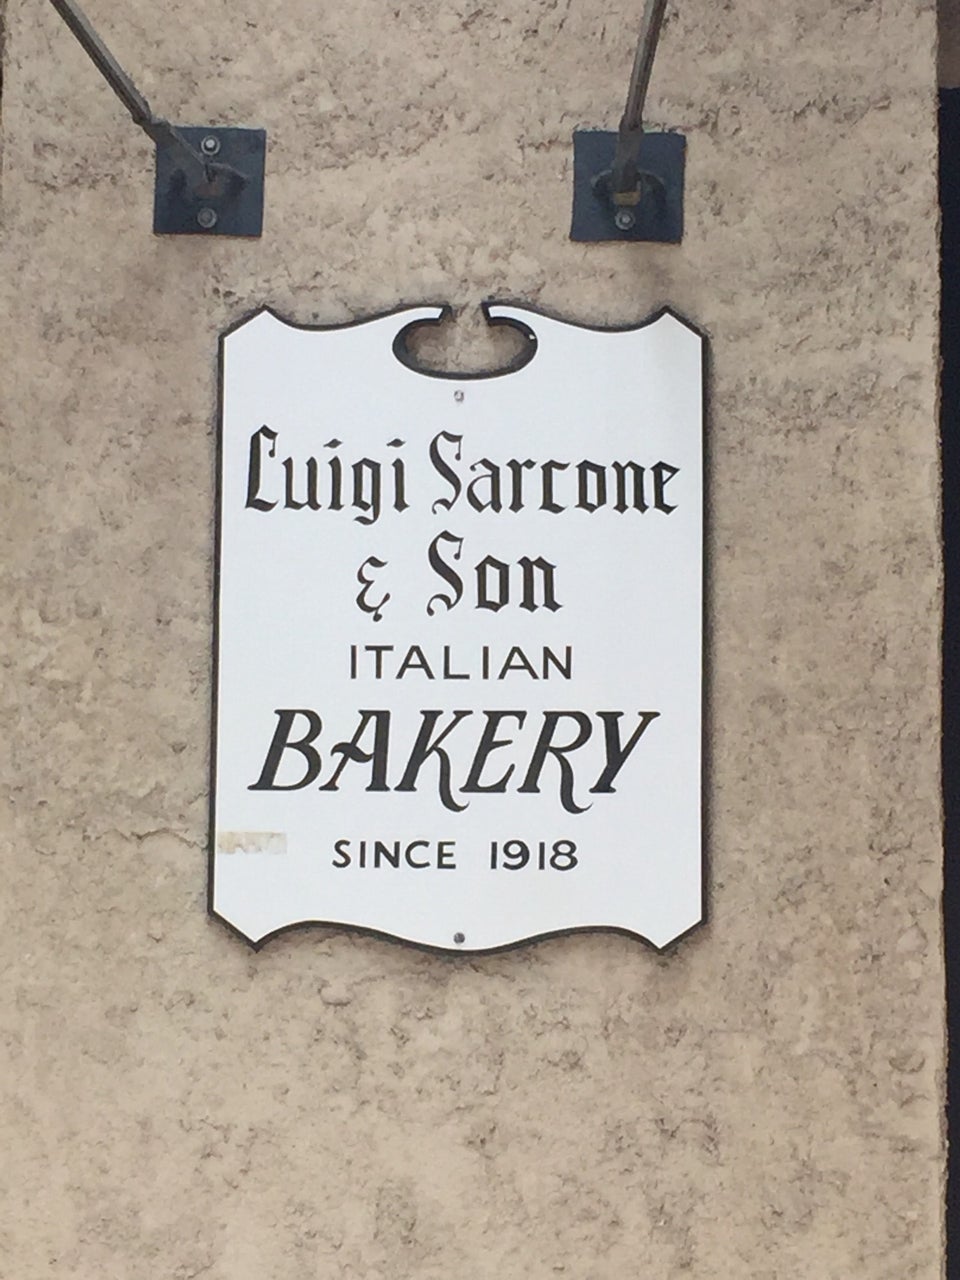 Luigi Sarcone
& Son
ITALIAN
BAKERY
SINCE 1918